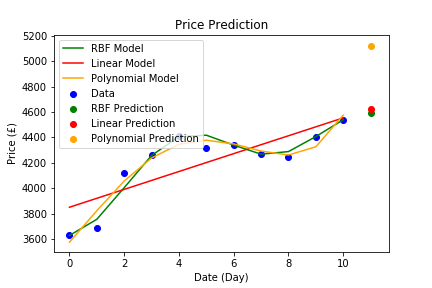 Price Prediction
5200
5000
4800
4600
4400
4200
4000
3800
3600
Price (£)
RBF Model
Linear Model
Polynomial Model
Data
RBF Prediction
Linear Prediction
Polynomial Prediction
0
2
4
6
8
10
Date (Day)